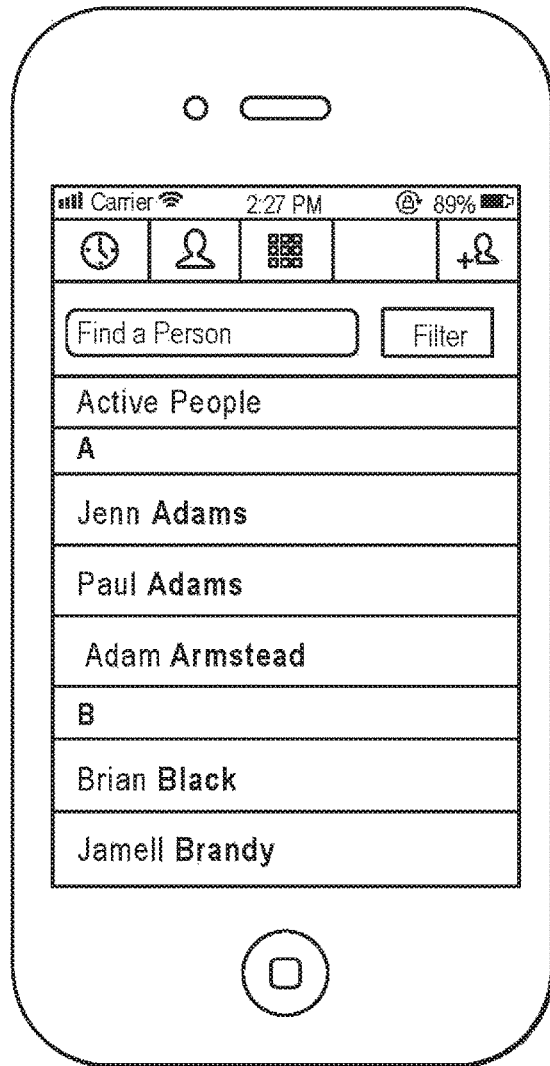 Carrier 2:27 PM 89%
Find a Person Filter
Active People
A
Jenn Adams
Paul Adams
Adam Armstead
B
Brian Black
Jamell Brandy